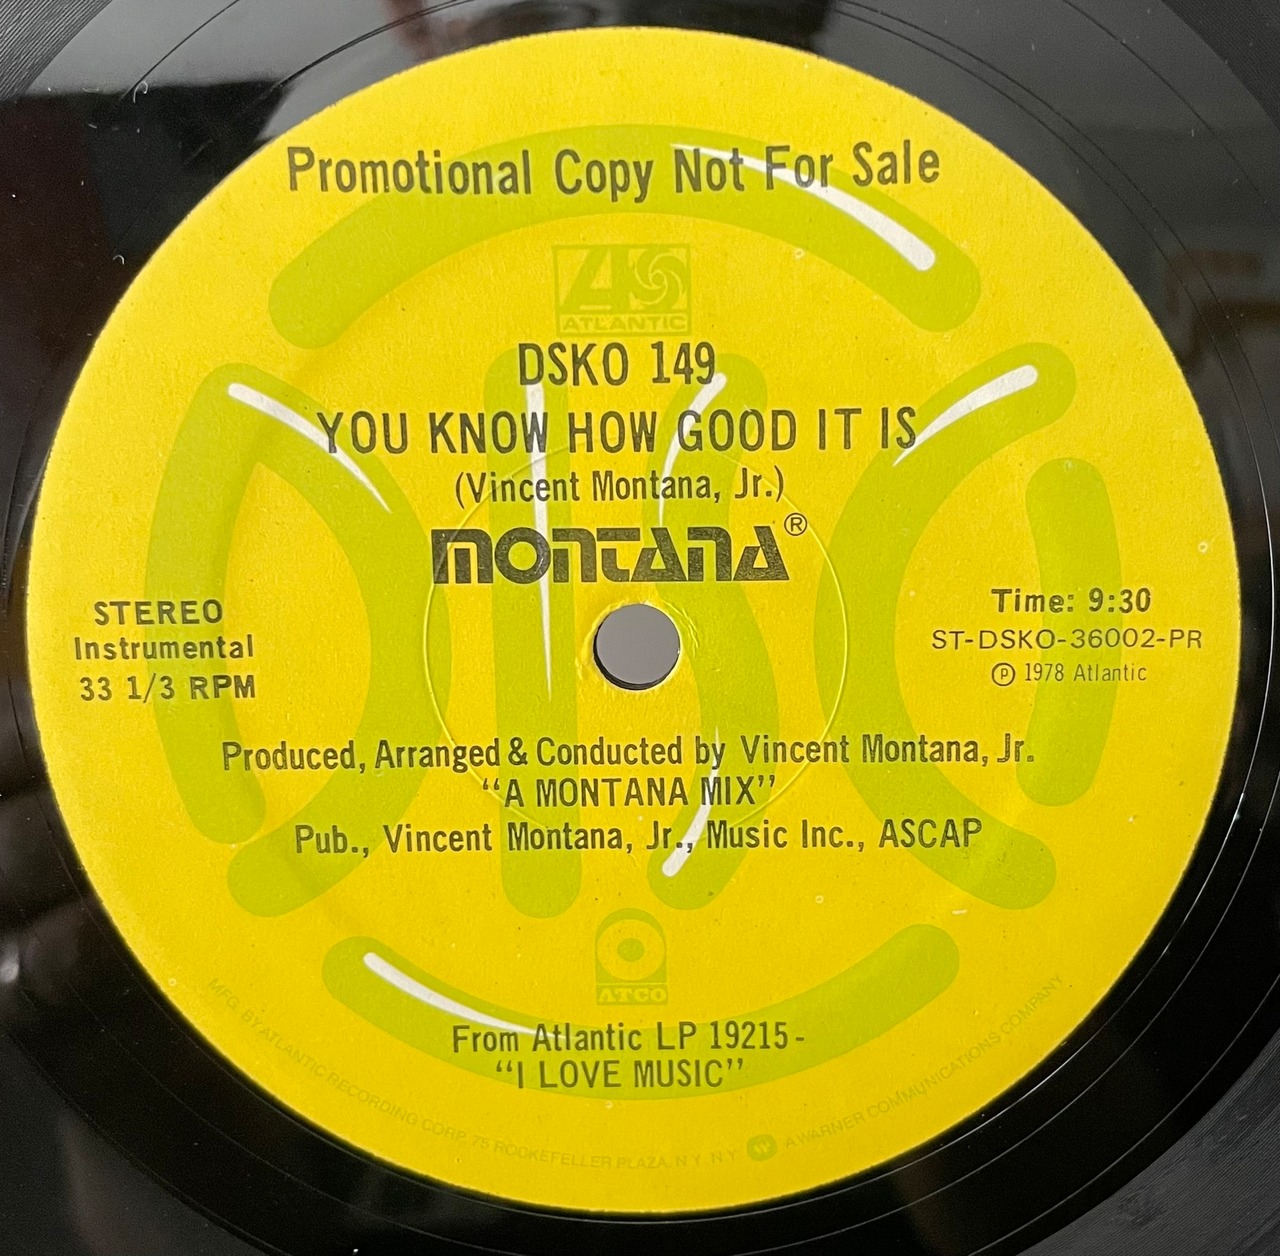 Promotional Copy Not For Sale
ATLANTIC
DSKO 149
YOU KNOW HOW GOOD IT IS
(Vincent Montana, Jr.)
MONTANA®
STEREO
Instrumental
33 1/3 RPM
Time: 9:30
ST-DSKO-36002-PR
℗ 1978 Atlantic
Produced, Arranged & Conducted by Vincent Montana, Jr.
“A MONTANA MIX”
Pub., Vincent Montana, Jr., Music Inc., ASCAP
ATCO
From Atlantic LP 19215-
“I LOVE MUSIC”
MFG. BY ATLANTIC RECORDING CORP. 75 ROCKEFELLER PLAZA, N.Y. N.Y. W A WARNER COMMUNICATIONS COMPANY